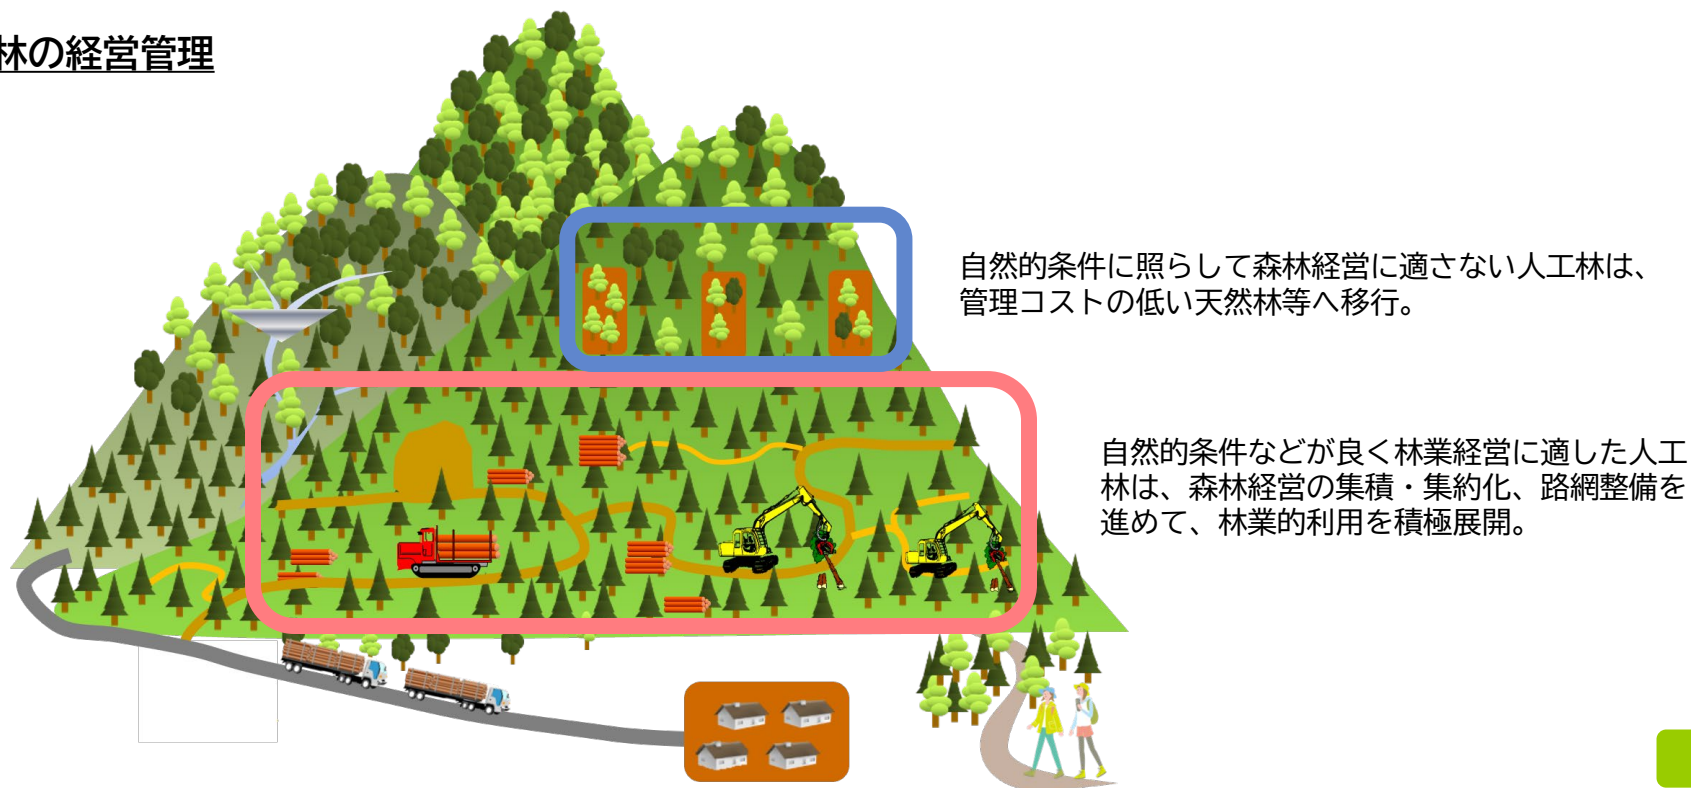 林の経営管理
自然的条件に照らして森林経営に適さない人工林は、
管理コストの低い天然林等へ移行。
自然的条件などが良く林業経営に適した人工
林は、森林経営の集積・集約化、路網整備を
進めて、林業的利用を積極展開。